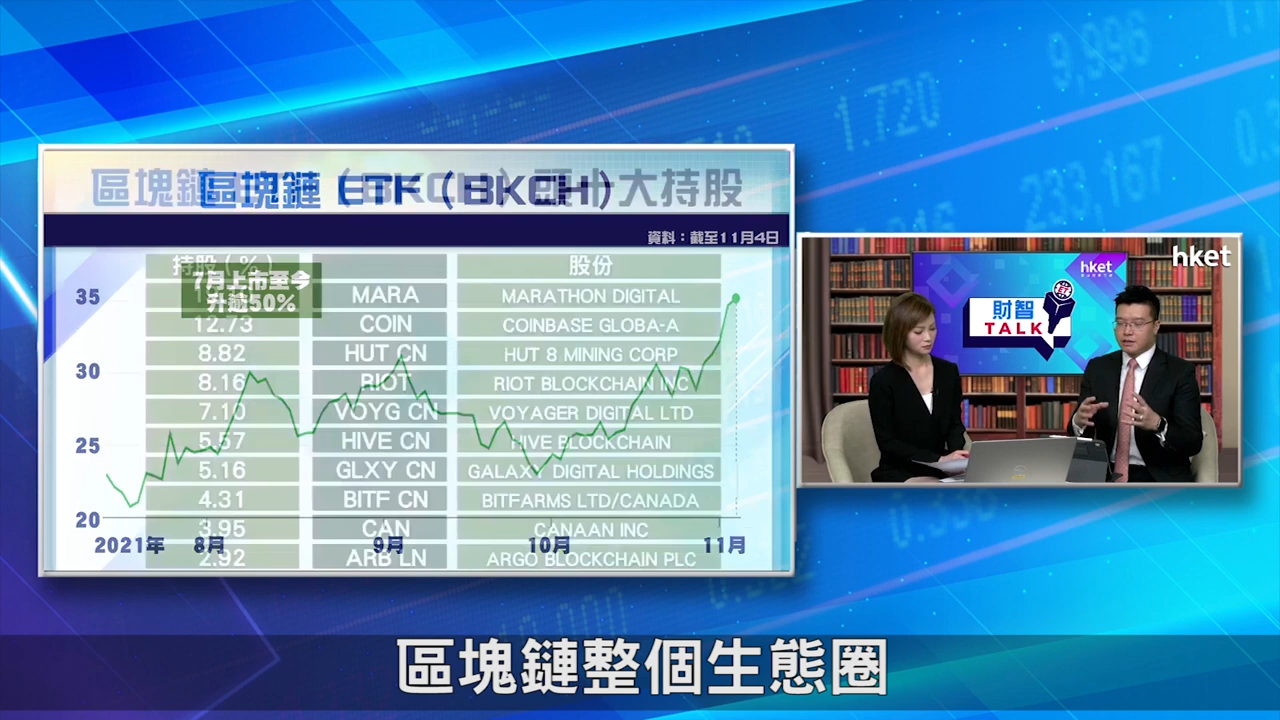 區塊鏈 ETF（BKCH）
十大持股
資料：截至11月4日
持股（%） 股份
7月上市至今
升逾50%
MARA MARATHON DIGITAL
12.73 COIN COINBASE GLOBA-A
8.82 HUT CN HUT 8 MINING CORP
8.16 RIOT RIOT BLOCKCHAIN INC
7.10 VOYG CN VOYAGER DIGITAL LTD
5.57 HIVE CN HIVE BLOCKCHAIN
5.16 GLXY CN GALAXY DIGITAL HOLDINGS
4.31 BITF CN BITFARMS LTD/CANADA
3.95 CAN CANAAN INC
2.92 ARB LN ARGO BLOCKCHAIN PLC
35
30
25
20
2021年 8月 9月 10月 11月
hket
hket
財智
TALK
9,996
1.720
233,167
區塊鏈整個生態圈